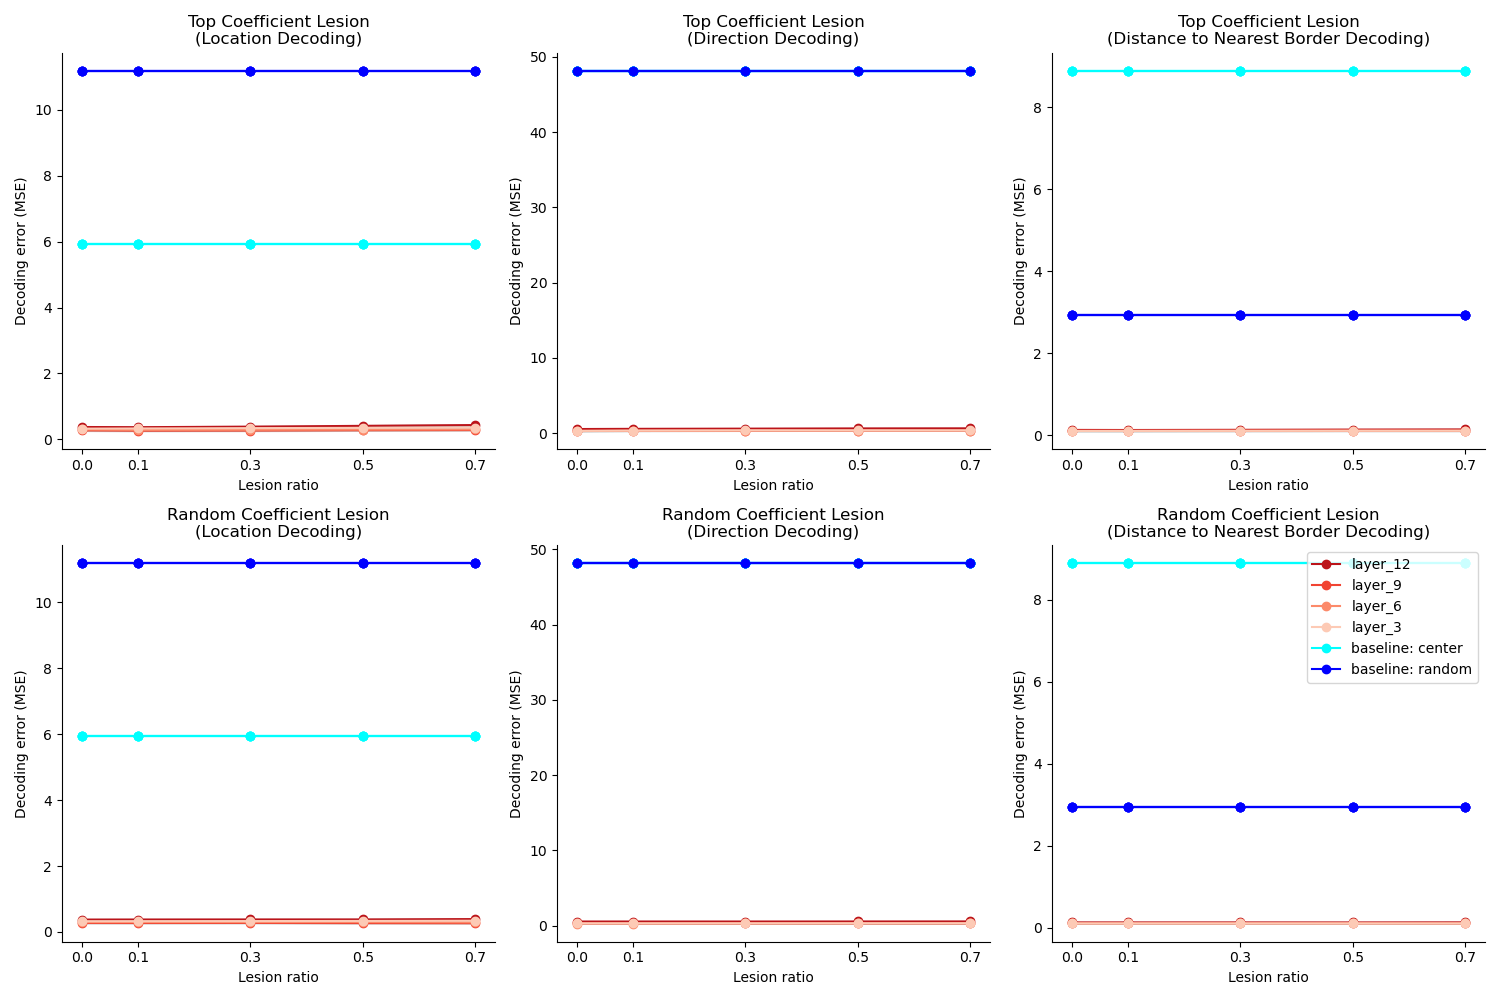 Top Coefficient Lesion
(Location Decoding)
Decoding error (MSE)
10
8
6
4
2
0
0.0
0.1
0.3
0.5
0.7
Lesion ratio
Top Coefficient Lesion
(Direction Decoding)
Decoding error (MSE)
50
40
30
20
10
0
0.0
0.1
0.3
0.5
0.7
Lesion ratio
Top Coefficient Lesion
(Distance to Nearest Border Decoding)
Decoding error (MSE)
8
6
4
2
0
0.0
0.1
0.3
0.5
0.7
Lesion ratio
Random Coefficient Lesion
(Location Decoding)
Decoding error (MSE)
10
8
6
4
2
0
0.0
0.1
0.3
0.5
0.7
Lesion ratio
Random Coefficient Lesion
(Direction Decoding)
Decoding error (MSE)
50
40
30
20
10
0
0.0
0.1
0.3
0.5
0.7
Lesion ratio
Random Coefficient Lesion
(Distance to Nearest Border Decoding)
Decoding error (MSE)
8
6
4
2
0
0.0
0.1
0.3
0.5
0.7
Lesion ratio
layer_12
layer_9
layer_6
layer_3
baseline: center
baseline: random